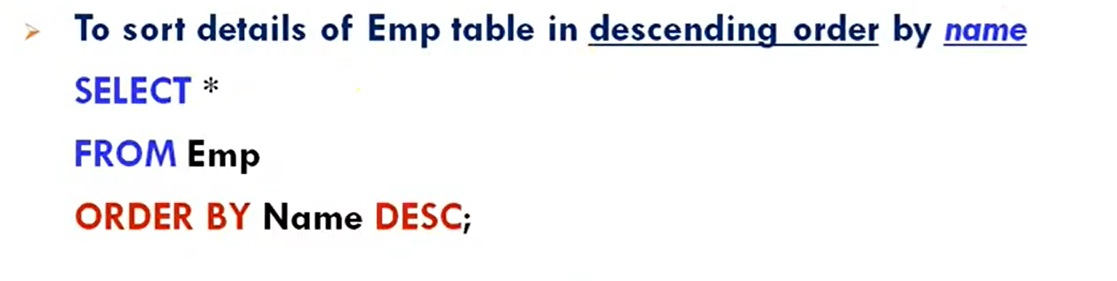 ➢ To sort details of Emp table in descending order by name
SELECT *
FROM Emp
ORDER BY Name DESC;